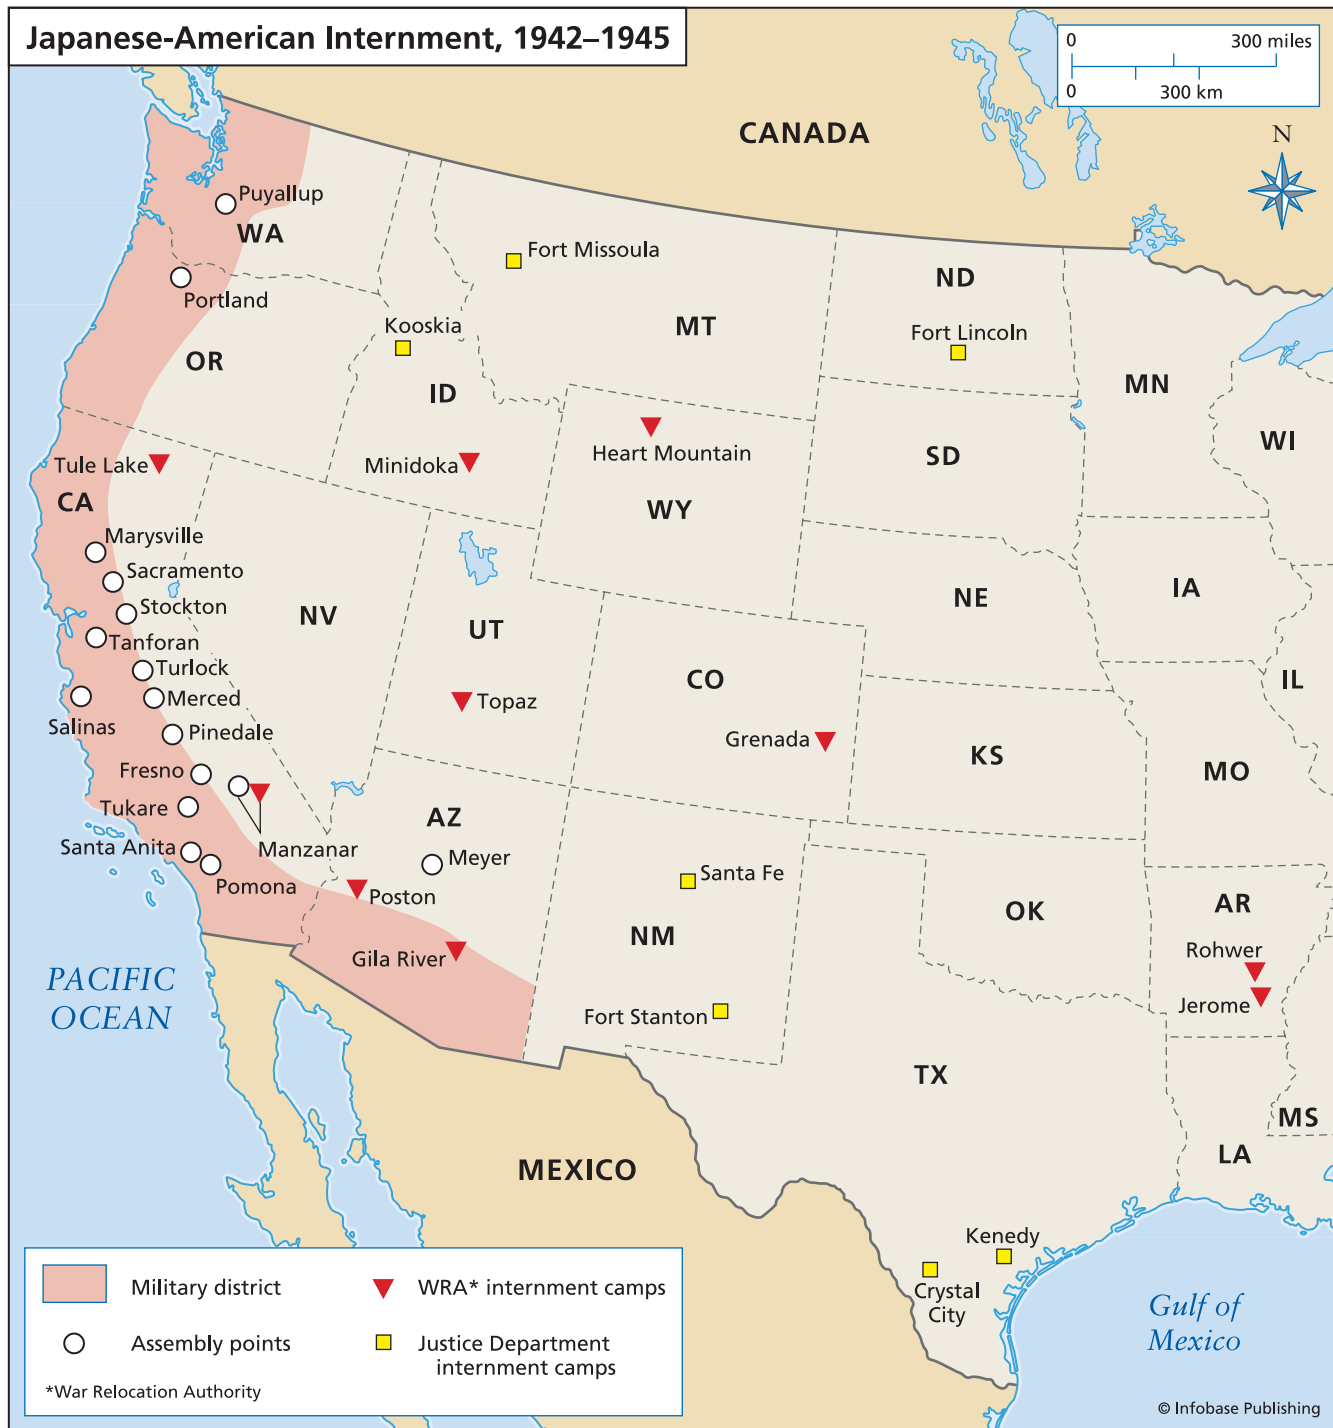 Japanese-American Internment, 1942–1945
0 300 miles
0 300 km
N
CANADA
Puyallup
WA
Portland
OR
Fort Missoula
MT
Kooskia
ID
ND
Fort Lincoln
MN
WI
Tule Lake
CA
Minidoka
Heart Mountain
WY
SD
Marysville
Sacramento
Stockton
Tanforan
Turlock
Merced
Salinas
Pinedale
Fresno
Tukare
Santa Anita
Pomona
Manzanar
NV
UT
Topaz
CO
Grenada
NE
IA
IL
KS
MO
AZ
Meyer
Poston
Gila River
Santa Fe
NM
Fort Stanton
OK
AR
Rohwer
Jerome
TX
MS
LA
PACIFIC
OCEAN
MEXICO
Kenedy
Crystal
City
Gulf of
Mexico
Military district
WRA* internment camps
Assembly points
Justice Department
internment camps
*War Relocation Authority
© Infobase Publishing